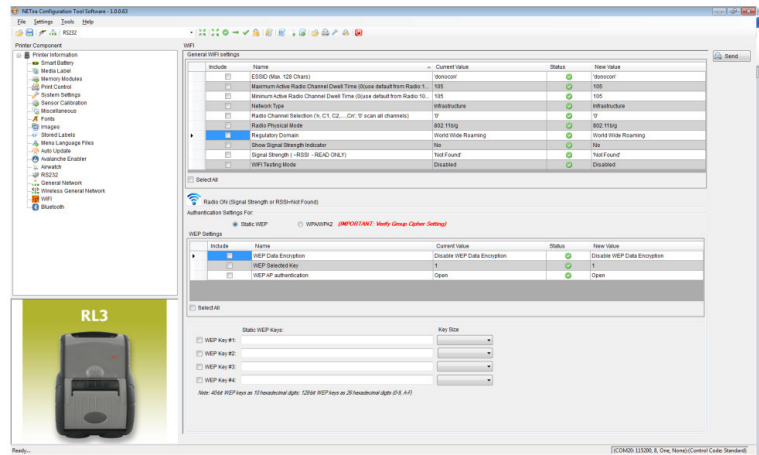 NETira Configuration Tool Software - 1.0.0.63
File Settings Tools Help
RS232
Printer Component
Printer Information
Smart Battery
Media Label
Memory Modules
Print Control
System Settings
Sensor Calibration
Miscellaneous
Fonts
Images
Stored Labels
Menu Language Files
Auto Update
Avalanche Enabler
Airwatch
RS232
General Network
Wireless General Network
WIFI
Bluetooth
RL3
WIFI
General WIFI settings
Include Name Current Value Status New Value
ESSID (Max. 128 Chars) 'donocon' 'donocon'
Maximum Active Radio Channel Dwell Time (0(use default from Radio:1... 105 105
Minimum Active Radio Channel Dwell Time (0(use default from Radio 10... 105 105
Network Type Infrastructure Infrastructure
Radio Channel Selection ('n, C1, C2,...,Cn'; '0' scan all channels) '0' '0'
Radio Physical Mode 802.11b/g 802.11b/g
Regulatory Domain World Wide Roaming World Wide Roaming
Show Signal Strength Indicator No No
Signal Strength ( --RSSI - READ ONLY) 'Not Found' 'Not Found'
WIFI Testing Mode Disabled Disabled
Select All
Send
Radio ON (Signal Strength or RSSI=Not Found)
Authentication Settings For:
Static WEP WPA/WPA2 (IMPORTANT: Verify Group Cipher Setting)
WEP Settings
Include Name Current Value Status New Value
WEP Data Encryption Disable WEP Data Encryption Disable WEP Data Encryption
WEP Selected Key 1 1
WEP AP authentication Open Open
Select All
Static WEP Keys: Key Size
WEP Key #1:
WEP Key #2:
WEP Key #3:
WEP Key #4:
Note: 40-bit WEP keys as 10 hexadecimal digits; 128-bit WEP keys as 26 hexadecimal digits (0-9, A-F)
Ready... (COM20: 115200, 8, One, None) (Control Code: Standard)